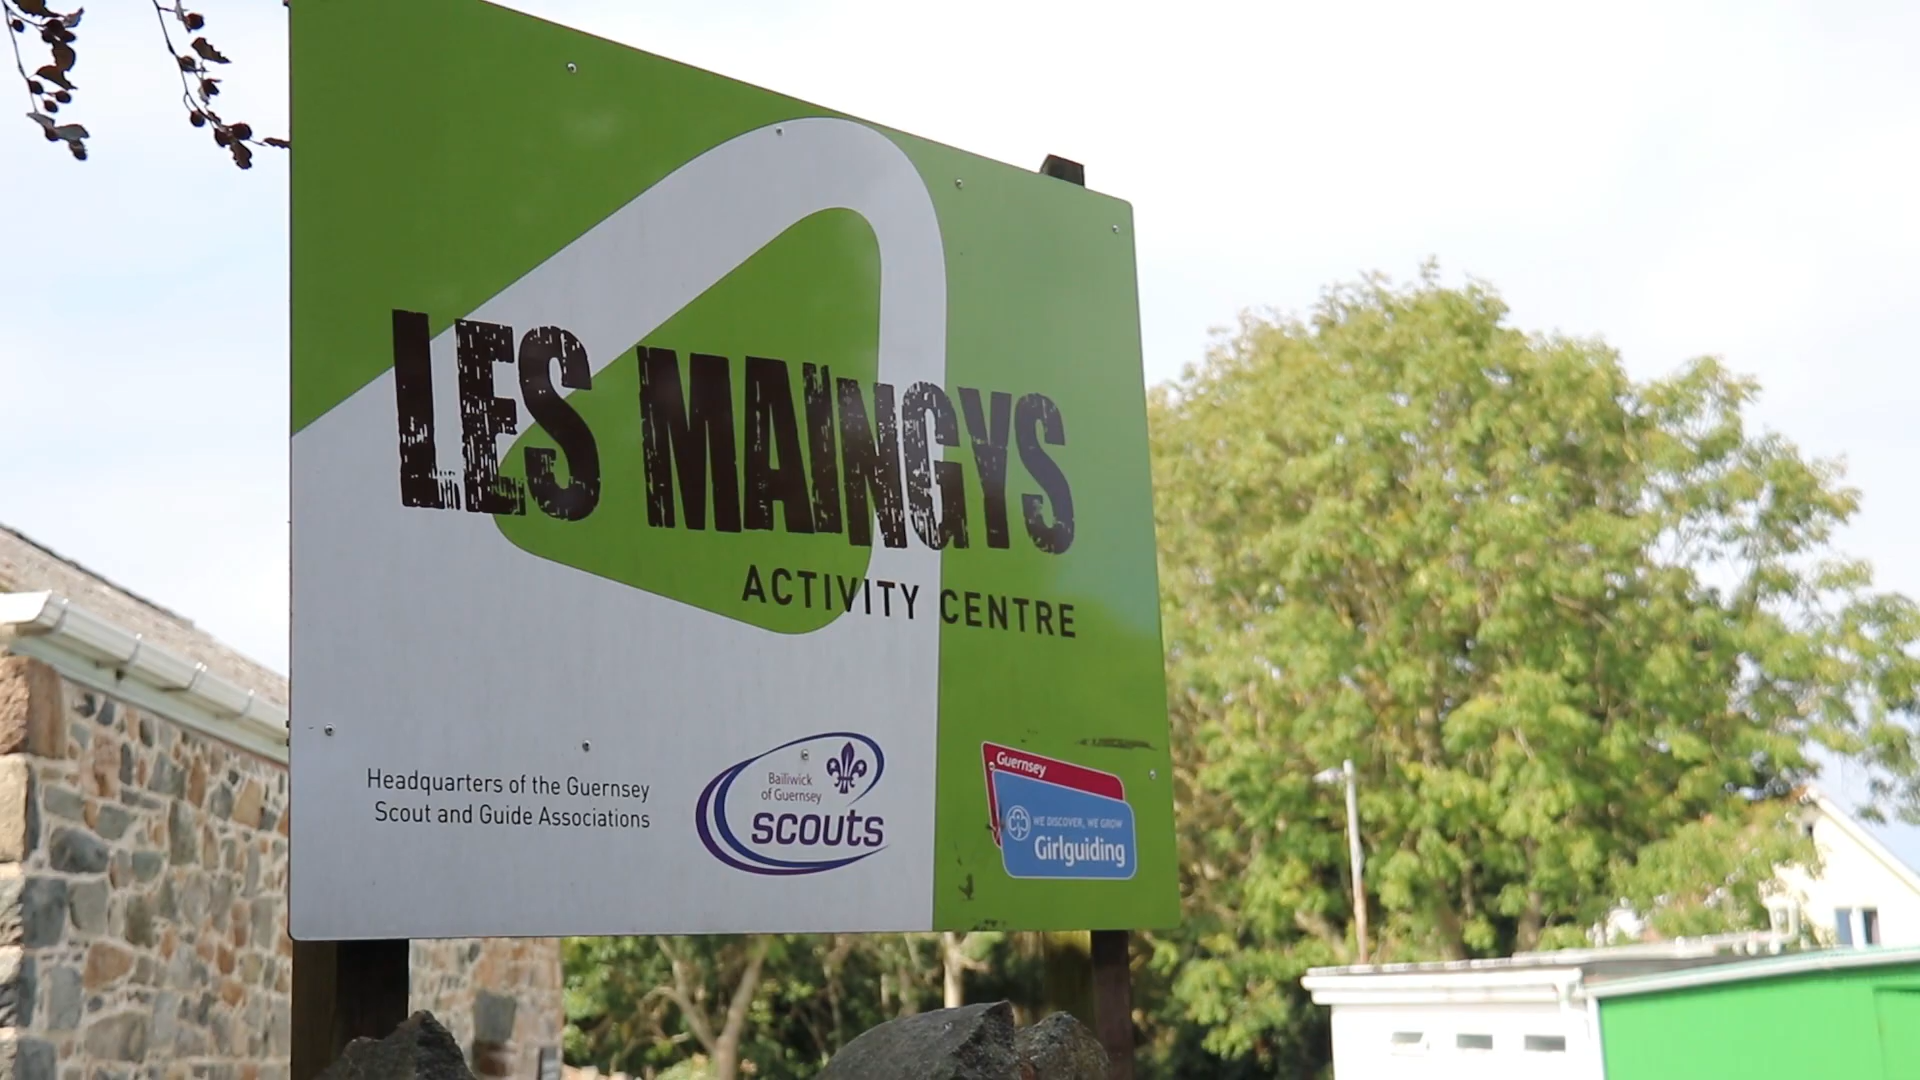 LES MAINGYS
ACTIVITY CENTRE
Headquarters of the Guernsey
Scout and Guide Associations
Bailiwick
of Guernsey
scouts
Guernsey
WE DISCOVER, WE GROW
Girlguiding